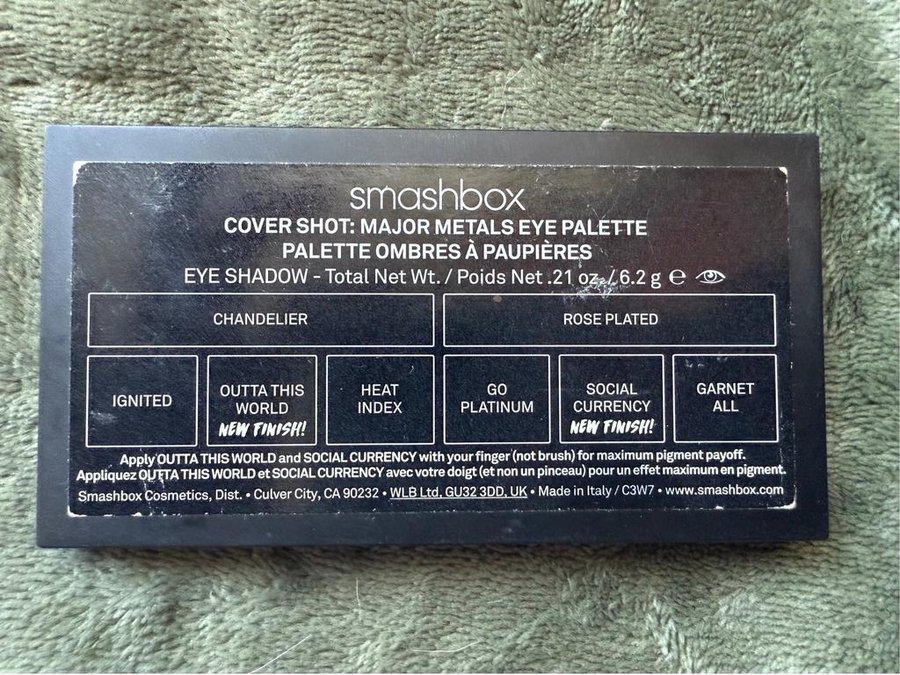 smashbox
COVER SHOT: MAJOR METALS EYE PALETTE
PALETTE OMBRES À PAUPIÈRES
EYE SHADOW - Total Net Wt. / Poids Net .21 oz. / 6.2 g ℮
CHANDELIER
ROSE PLATED
IGNITED
OUTTA THIS
WORLD
NEW FINISH!
HEAT
INDEX
GO
PLATINUM
SOCIAL
CURRENCY
NEW FINISH!
GARNET
ALL
Apply OUTTA THIS WORLD and SOCIAL CURRENCY with your finger (not brush) for maximum pigment payoff.
Appliquez OUTTA THIS WORLD et SOCIAL CURRENCY avec votre doigt (et non un pinceau) pour un effet maximum en pigment.
Smashbox Cosmetics, Dist. • Culver City, CA 90232 • WLB Ltd, GU32 3DD, UK • Made in Italy / C3W7 • www.smashbox.com